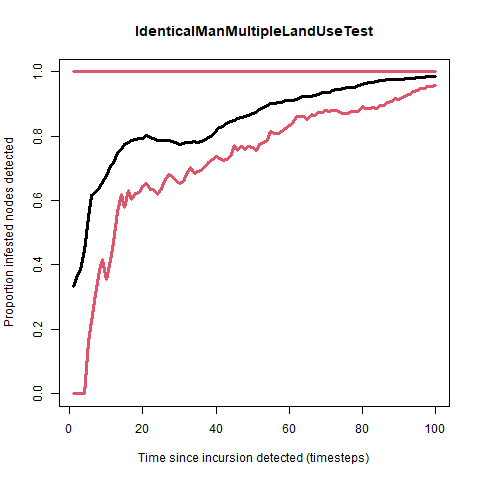 IdenticalManMultipleLandUseTest
Proportion infested nodes detected
1.0
0.8
0.6
0.4
0.2
0.0
0 20 40 60 80 100
Time since incursion detected (timesteps)